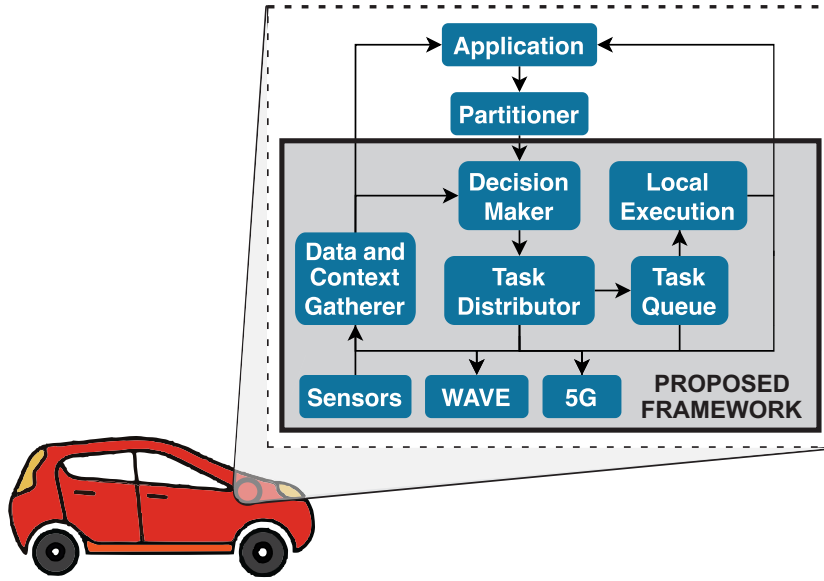 Application
Partitioner
Decision
Maker
Local
Execution
Data and
Context
Gatherer
Task
Distributor
Task
Queue
Sensors
WAVE
5G
PROPOSED
FRAMEWORK